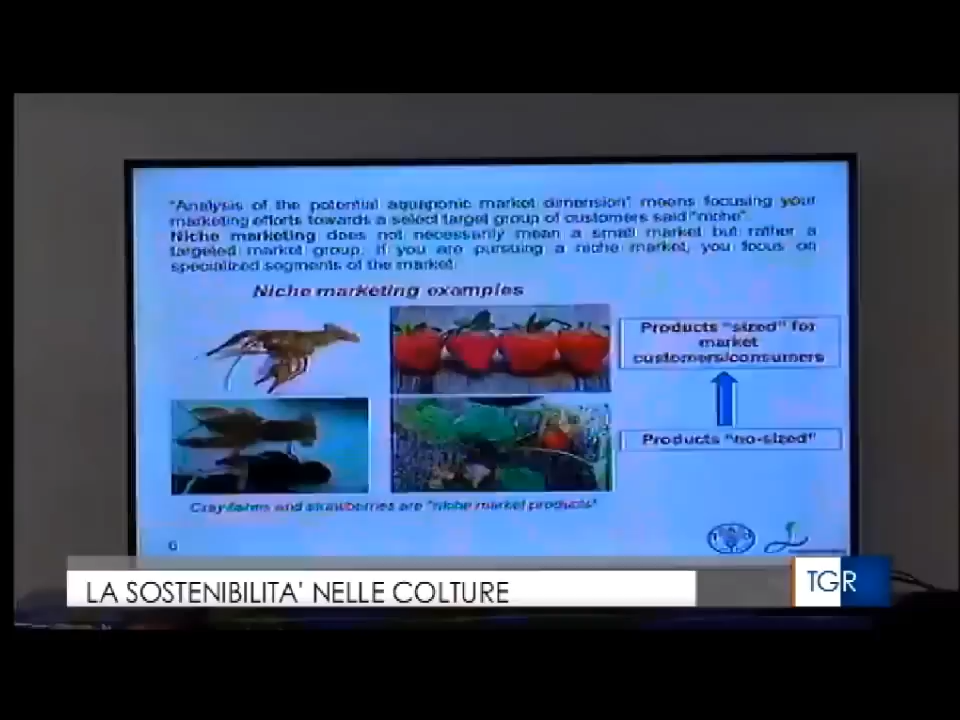 "Analysis of the potential aquaponic market dimension" means focusing your
marketing efforts towards a select target group of customers said "niche".
Niche marketing does not necessarily mean a small market but rather a
targeted market group. If you are pursuing a niche market, you focus on
specialized segments of the market.
Niche marketing examples
Products "sized" for
market
customers/consumers
Products "no-sized"
Crayfishes and strawberries are "niche market products"
6
LA SOSTENIBILITA' NELLE COLTURE
TGR